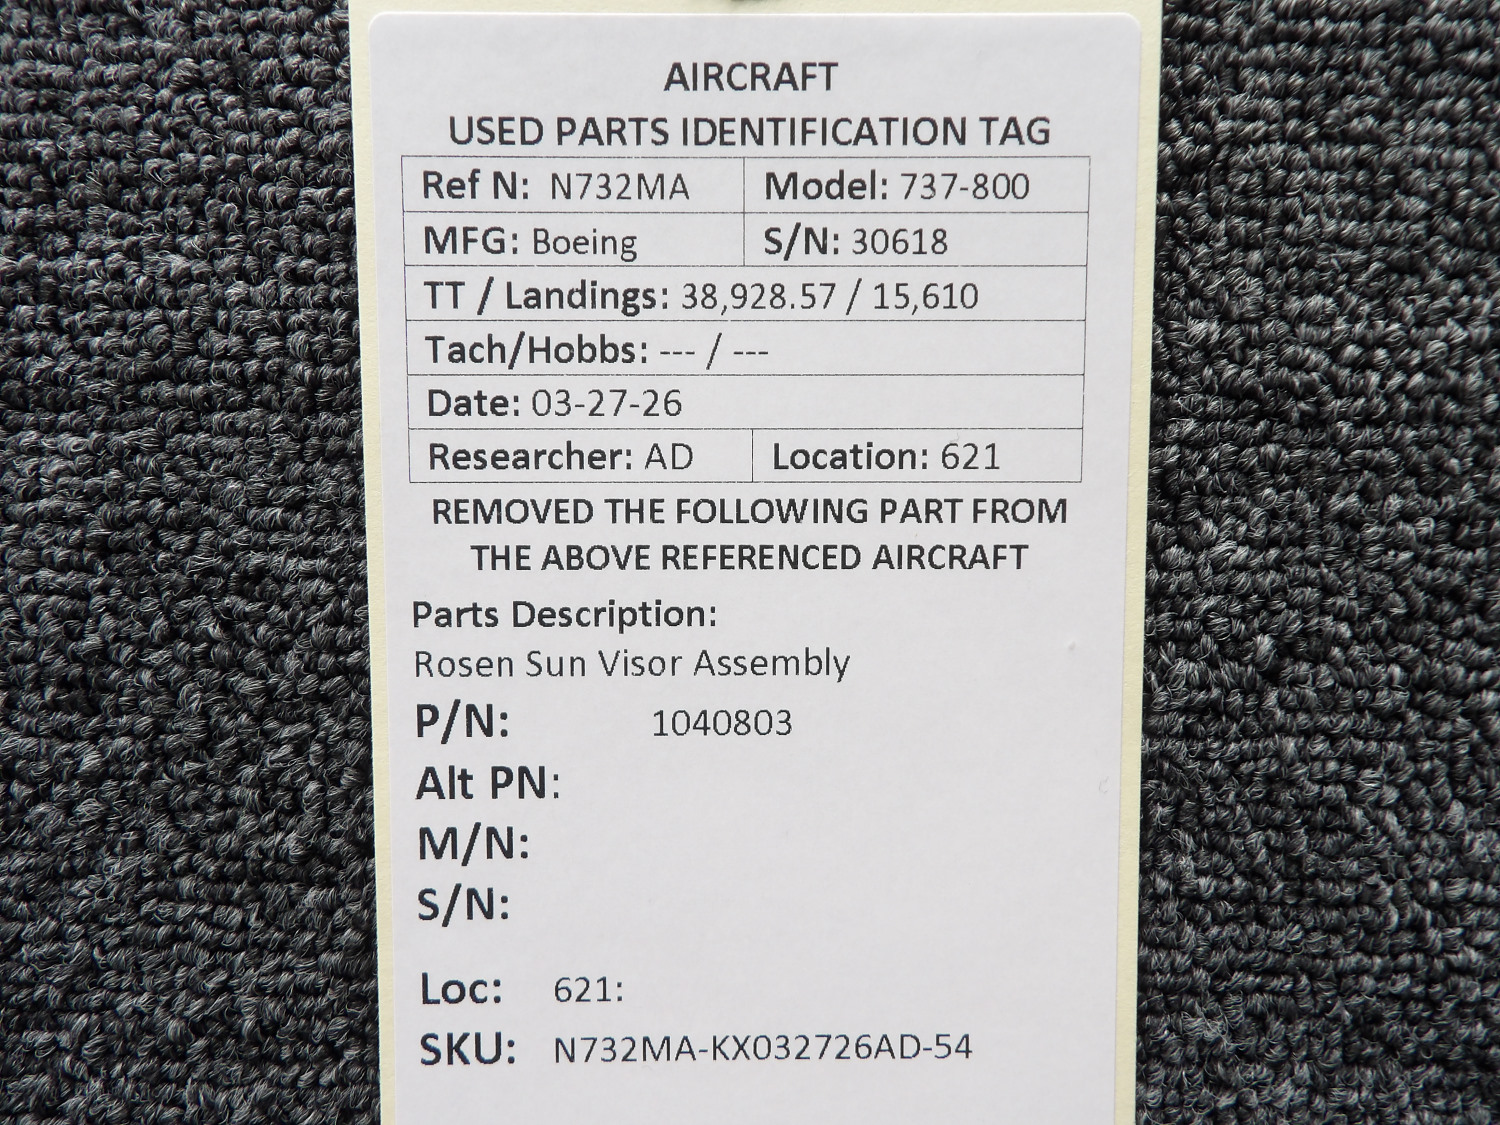 AIRCRAFT
USED PARTS IDENTIFICATION TAG
Ref N: N732MA Model: 737-800
MFG: Boeing S/N: 30618
TT / Landings: 38,928.57 / 15,610
Tach/Hobbs: --- / ---
Date: 03-27-26
Researcher: AD Location: 621
REMOVED THE FOLLOWING PART FROM
THE ABOVE REFERENCED AIRCRAFT
Parts Description:
Rosen Sun Visor Assembly
P/N: 1040803
Alt PN:
M/N:
S/N:
Loc: 621:
SKU: N732MA-KX032726AD-54